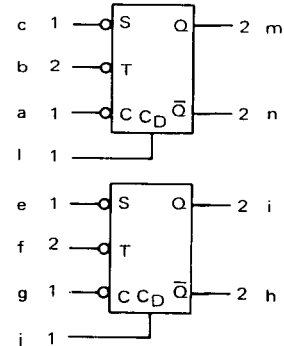 c 1 S Q 2 m
b 2 T
a 1 C CD Q̅ 2 n
l 1
e 1 S Q 2 i
f 2 T
g 1 C CD Q̅ 2 h
j 1